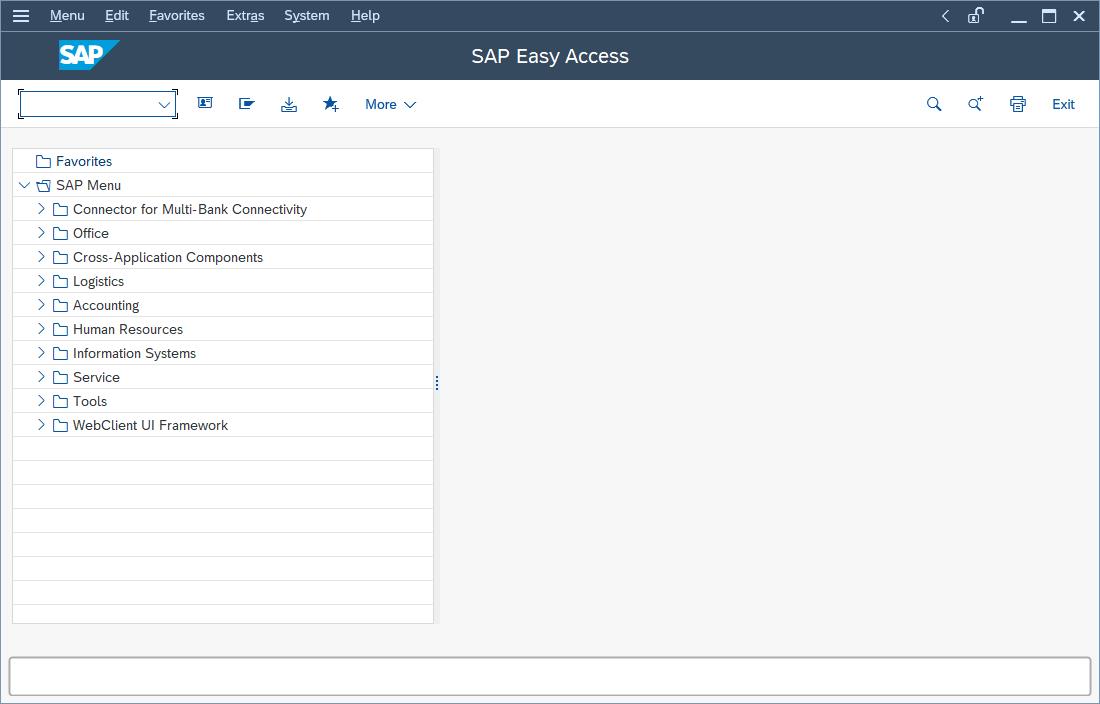 Menu Edit Favorites Extras System Help
SAP SAP Easy Access
More Exit
Favorites
SAP Menu
Connector for Multi-Bank Connectivity
Office
Cross-Application Components
Logistics
Accounting
Human Resources
Information Systems
Service
Tools
WebClient UI Framework